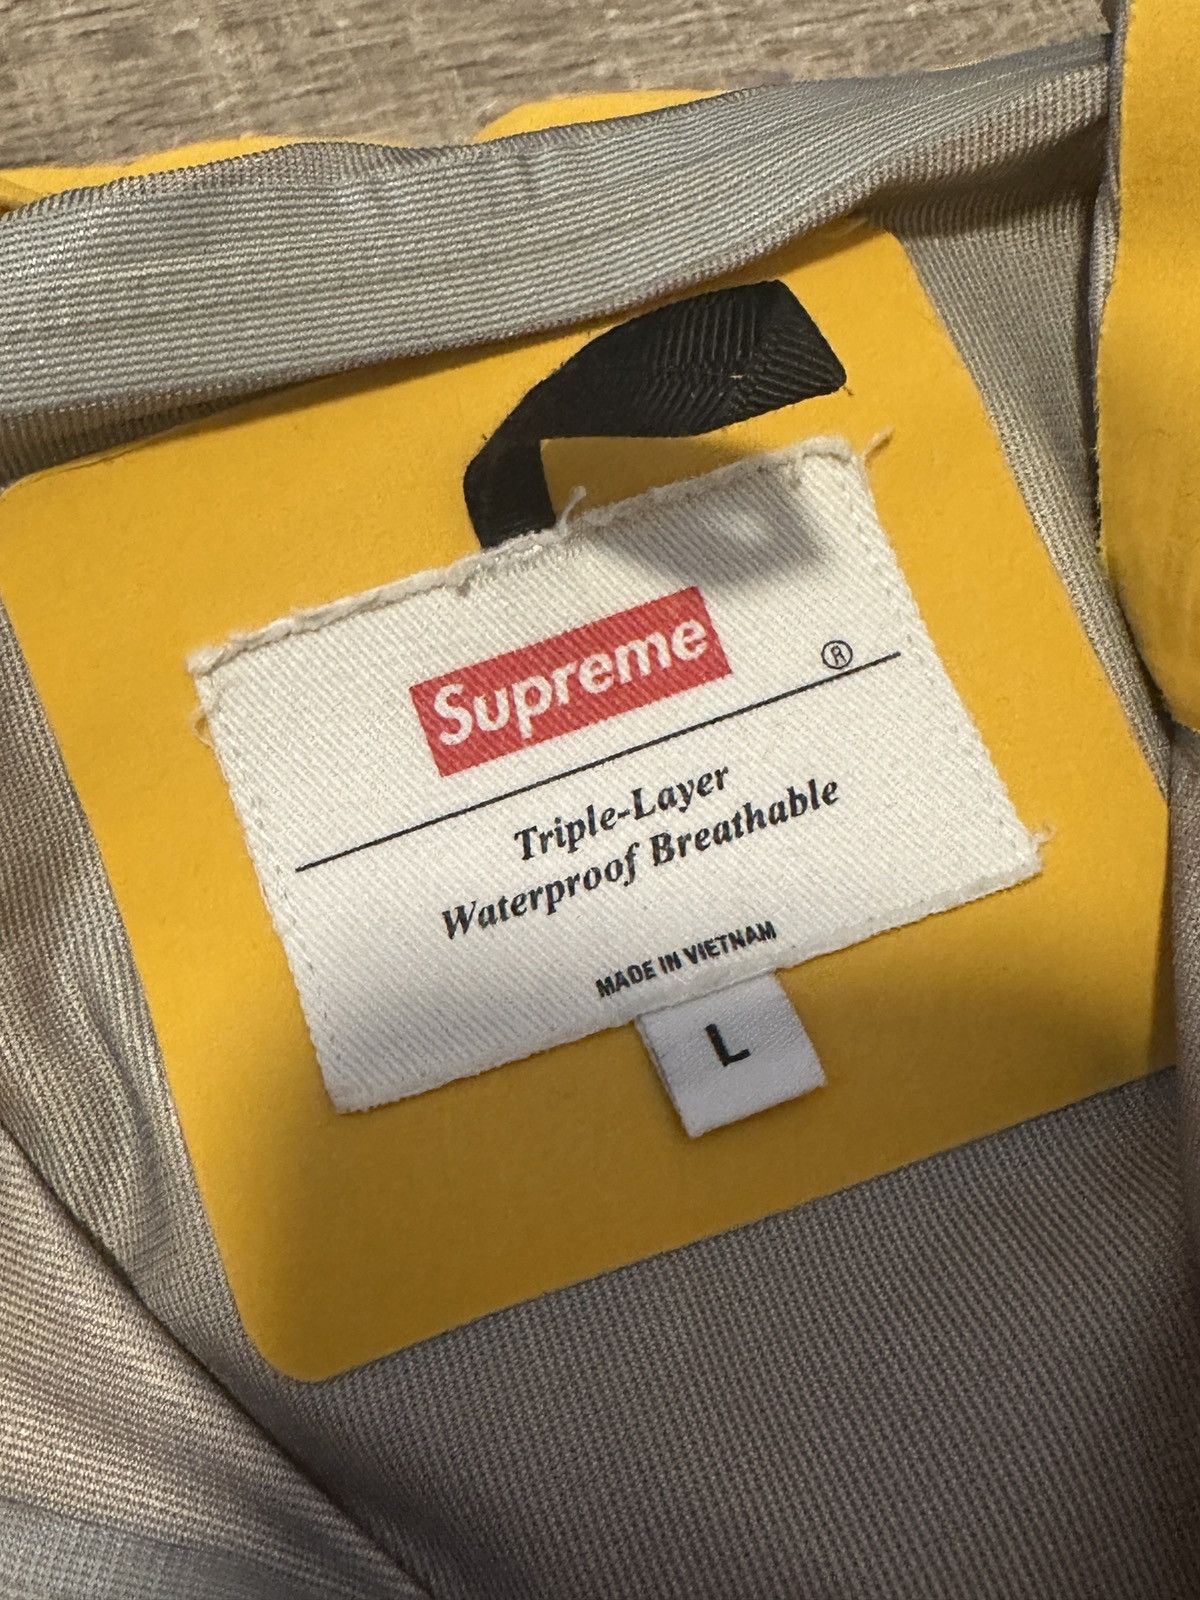 Supreme
®
Triple-Layer
Waterproof Breathable
MADE IN VIETNAM
L